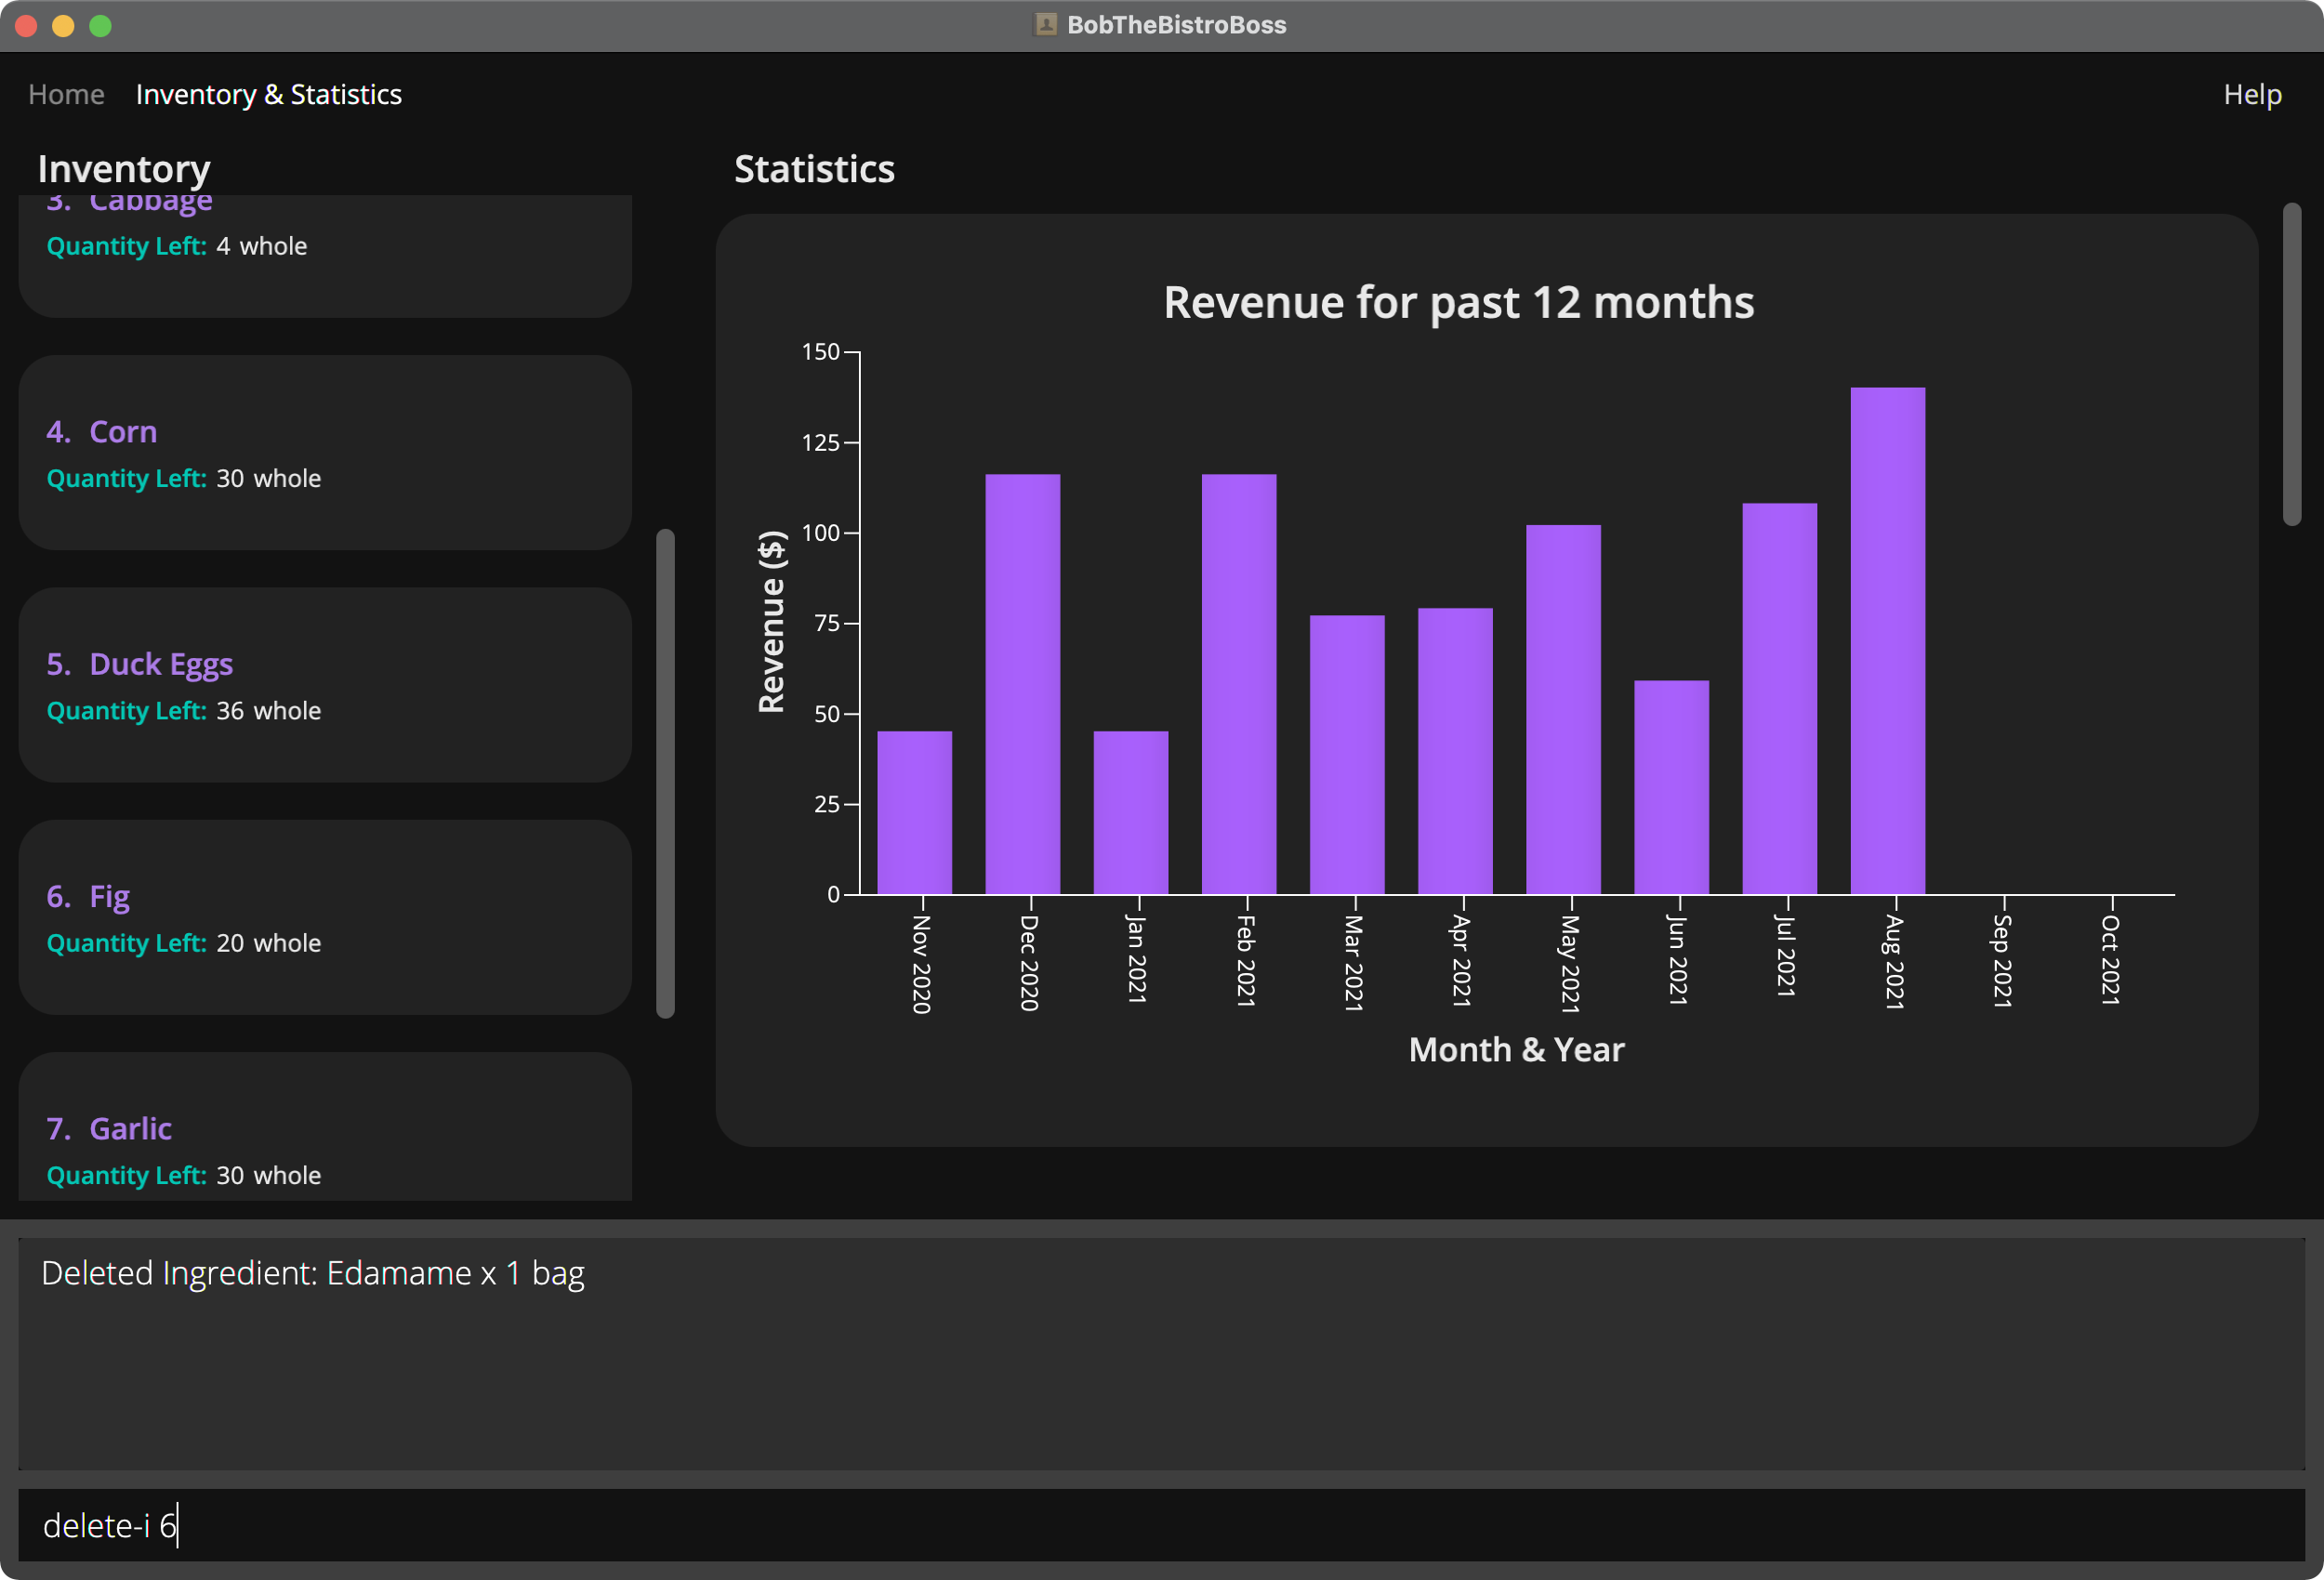 BobTheBistroBoss
Home Inventory & Statistics Help
Inventory
3. Cabbage
Quantity Left: 4 whole
4. Corn
Quantity Left: 30 whole
5. Duck Eggs
Quantity Left: 36 whole
6. Fig
Quantity Left: 20 whole
7. Garlic
Quantity Left: 30 whole
Statistics
Revenue for past 12 months
Revenue ($)
150
125
100
75
50
25
0
Nov 2020
Dec 2020
Jan 2021
Feb 2021
Mar 2021
Apr 2021
May 2021
Jun 2021
Jul 2021
Aug 2021
Sep 2021
Oct 2021
Month & Year
Deleted Ingredient: Edamame x 1 bag
delete-i 6